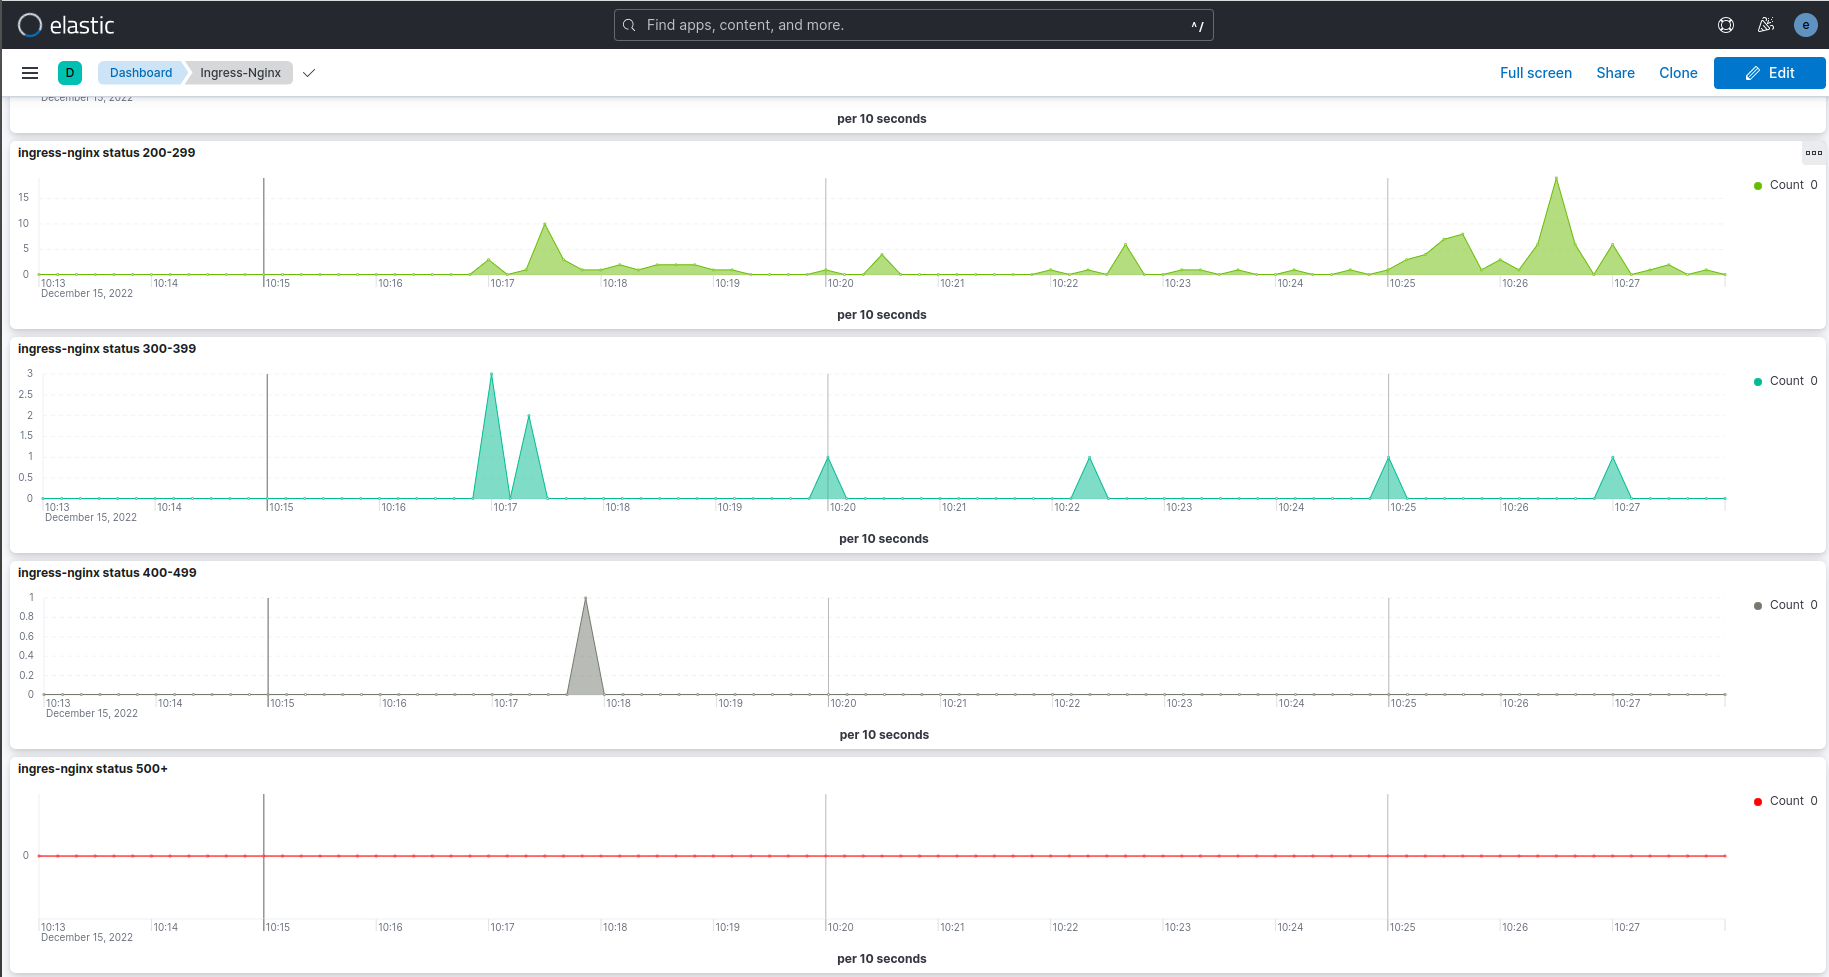 elastic
Find apps, content, and more.
^/
e
D
Dashboard
Ingress-Nginx
Full screen
Share
Clone
Edit
December 15, 2022
per 10 seconds
ingress-nginx status 200-299
15
10
5
0
10:13 10:14 10:15 10:16 10:17 10:18 10:19 10:20 10:21 10:22 10:23 10:24 10:25 10:26 10:27
December 15, 2022
per 10 seconds
Count 0
ingress-nginx status 300-399
3
2.5
2
1.5
1
0.5
0
10:13 10:14 10:15 10:16 10:17 10:18 10:19 10:20 10:21 10:22 10:23 10:24 10:25 10:26 10:27
December 15, 2022
per 10 seconds
Count 0
ingress-nginx status 400-499
1
0.8
0.6
0.4
0.2
0
10:13 10:14 10:15 10:16 10:17 10:18 10:19 10:20 10:21 10:22 10:23 10:24 10:25 10:26 10:27
December 15, 2022
per 10 seconds
Count 0
ingres-nginx status 500+
0
10:13 10:14 10:15 10:16 10:17 10:18 10:19 10:20 10:21 10:22 10:23 10:24 10:25 10:26 10:27
December 15, 2022
per 10 seconds
Count 0